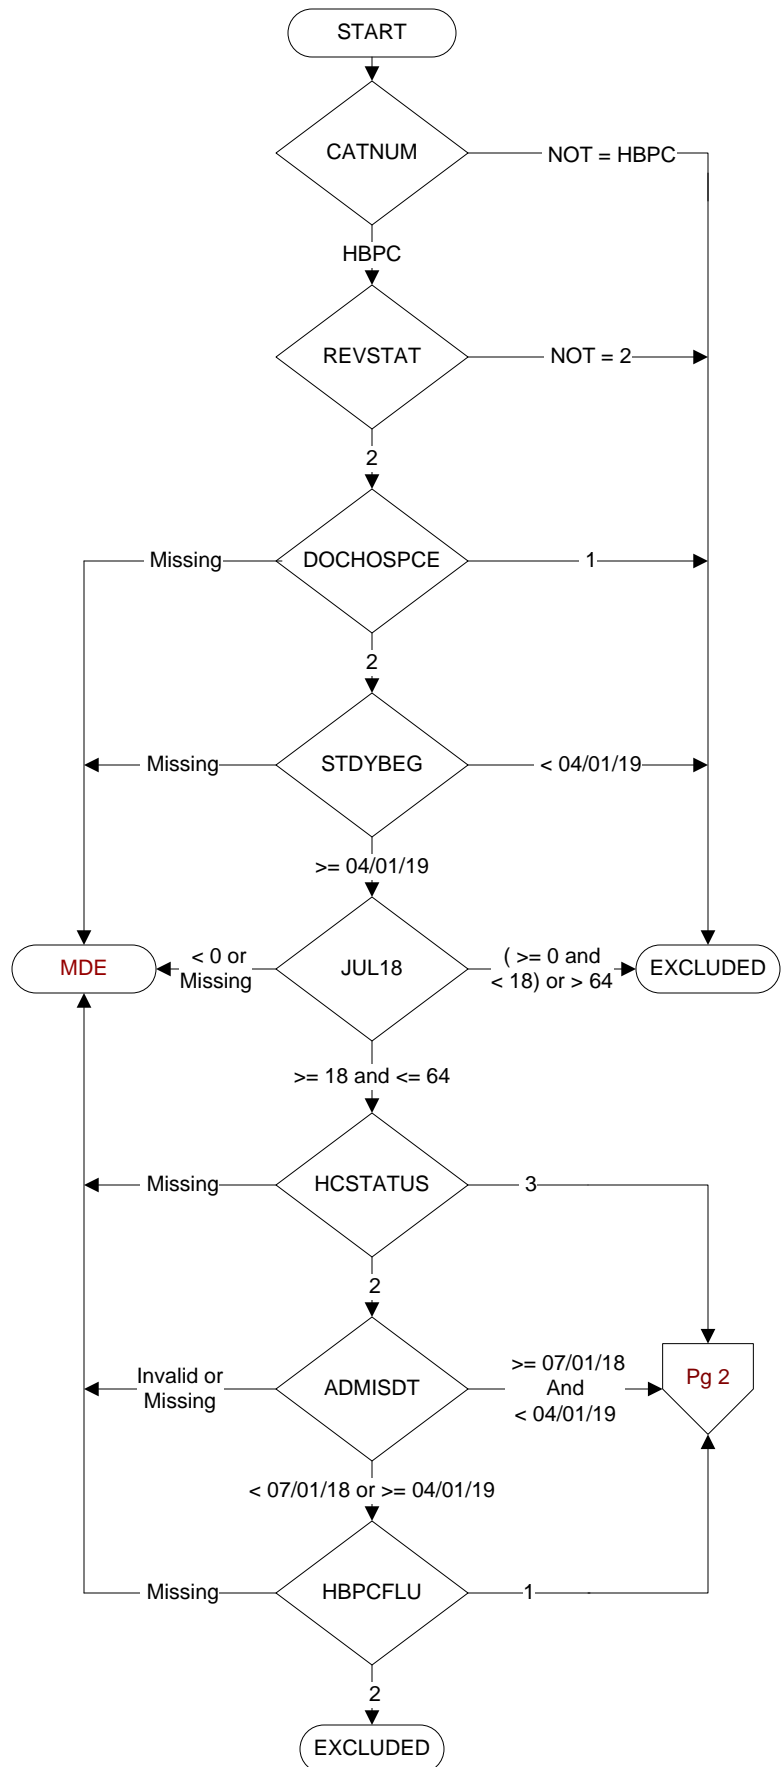 START
CATNUM
NOT = HBPC
HBPC
REVSTAT
NOT = 2
2
Missing
DOCHOSPCE
1
2
Missing
STDYBEG
< 04/01/19
>= 04/01/19
MDE
< 0 or
Missing
JUL18
( >= 0 and
< 18) or > 64
EXCLUDED
>= 18 and <= 64
Missing
HCSTATUS
3
2
Invalid or
Missing
ADMISDT
>= 07/01/18
And
< 04/01/19
Pg 2
< 07/01/18 or >= 04/01/19
Missing
HBPCFLU
1
2
EXCLUDED